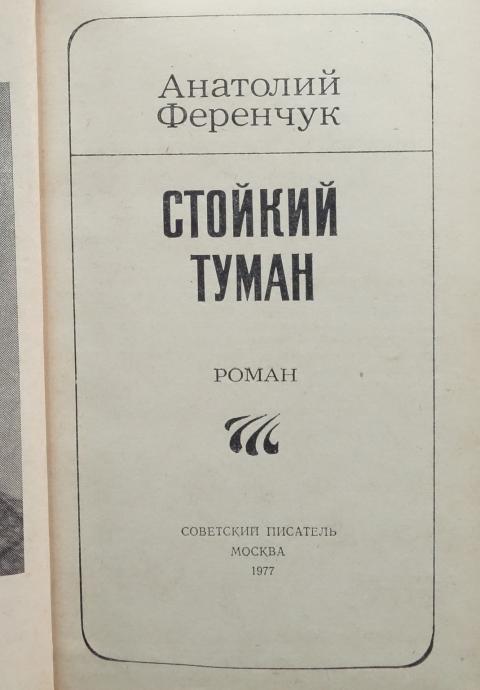 Анатолий
Ференчук
СТОЙКИЙ
ТУМАН
РОМАН
СОВЕТСКИЙ ПИСАТЕЛЬ
МОСКВА
1977